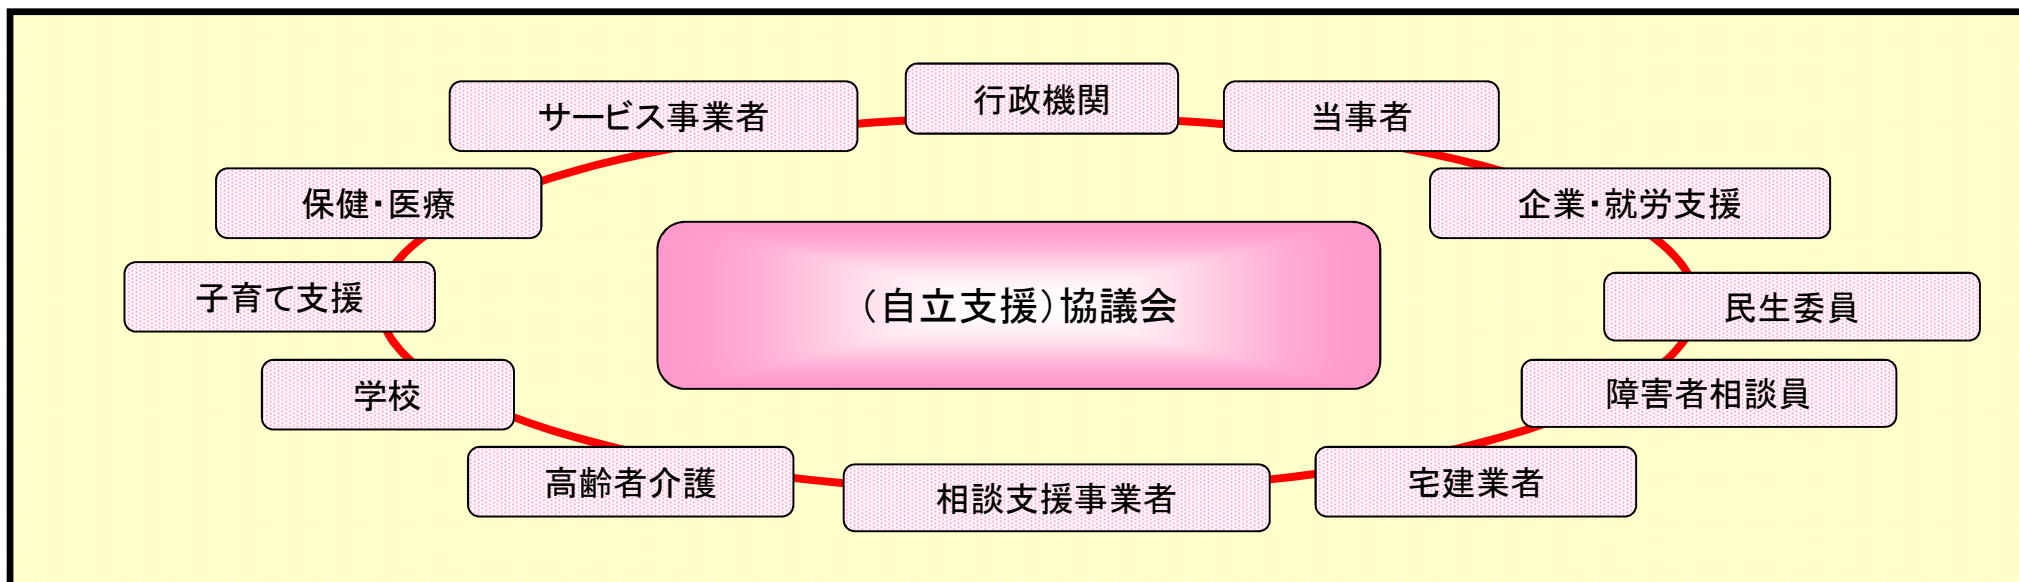 行政機関
サービス事業者
当事者
保健・医療
企業・就労支援
子育て支援
（自立支援）協議会
民生委員
学校
障害者相談員
高齢者介護
相談支援事業者
宅建業者